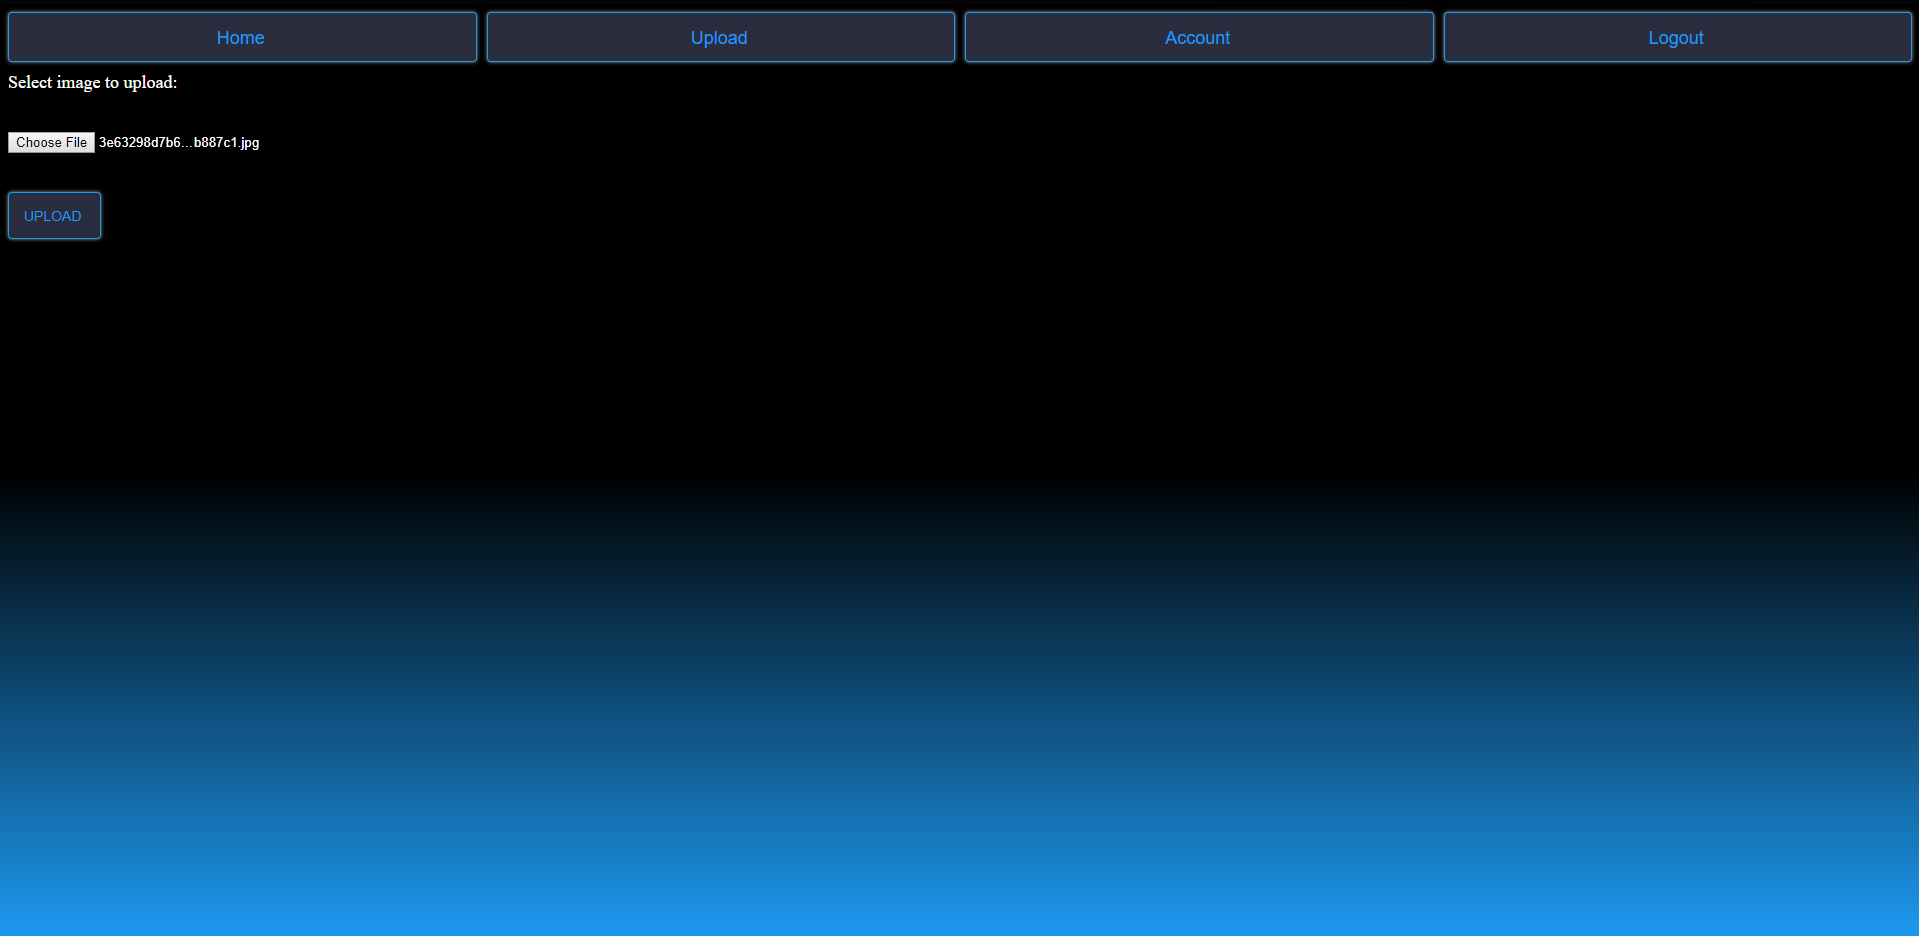 Home Upload Account Logout
Select image to upload:
Choose File 3e63298d7b6...b887c1.jpg
UPLOAD